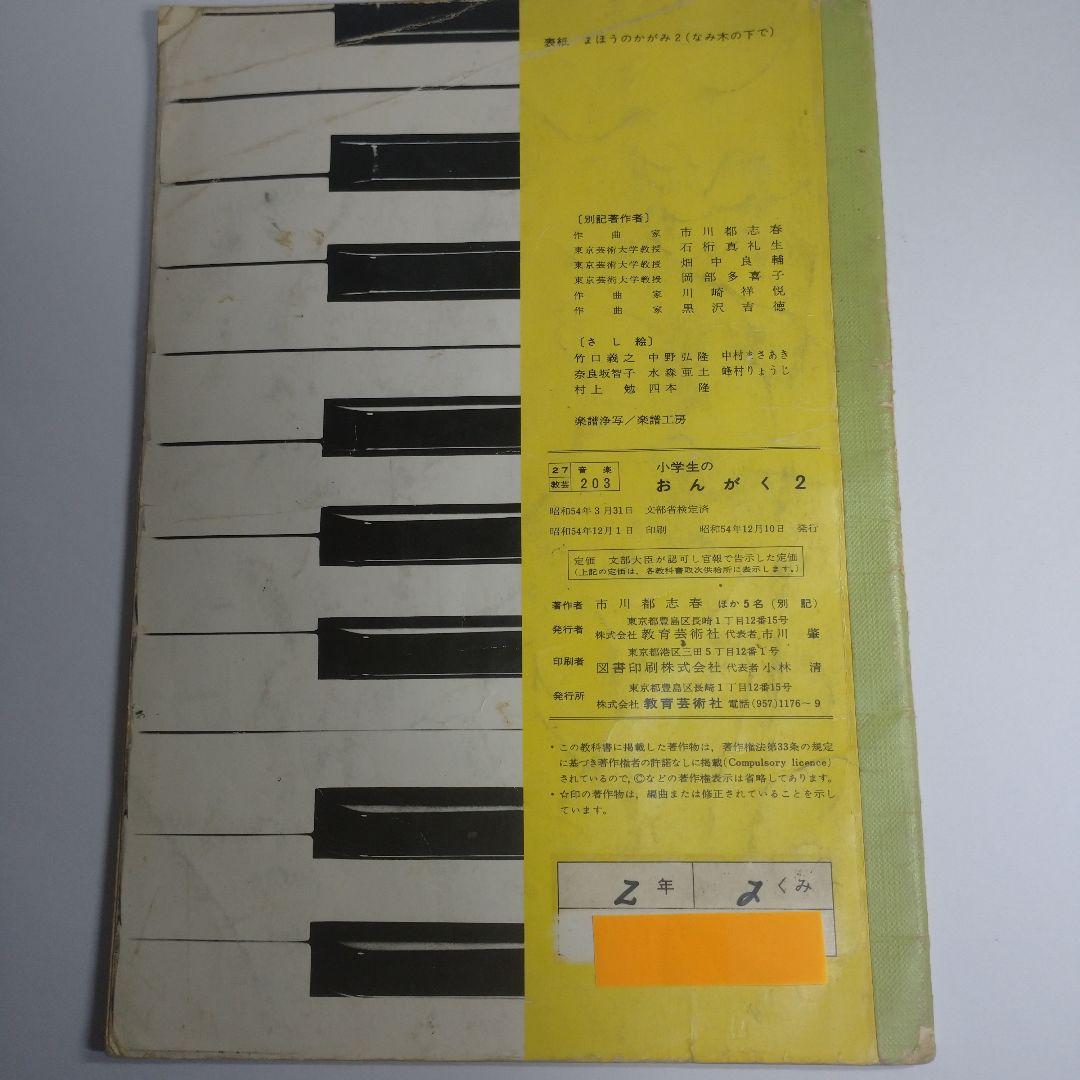 表紙 まほうのかがみ2(なみ木の下で)
〔別記著作者〕
作曲家 市川都志春
東京芸術大学教授 石桁真礼生
東京芸術大学教授 畑中良輔
東京芸術大学教授 岡部多喜子
作曲家 川崎祥悦
作曲家 黒沢吉徳
〔さし絵〕
竹口義之 中野弘隆 中村まさあき
奈良坂智子 水森亜土 峰村りょうじ
村上勉 四本隆
楽譜浄写/楽譜工房
27 音楽
教芸 203
小学生の
おんがく2
昭和54年3月31日 文部省検定済
昭和54年12月1日 印刷 昭和54年12月10日 発行
定価 文部大臣が認可し官報で告示した定価
(上記の定価は、各教科書取次供給所に表示します。)
著作者 市川都志春 ほか5名(別記)
東京都豊島区長崎1丁目12番15号
発行者 株式会社 教育芸術社 代表者 市川肇
東京都港区三田5丁目12番1号
印刷者 図書印刷株式会社 代表者 小林清
東京都豊島区長崎1丁目12番15号
発行所 株式会社 教育芸術社 電話(957)1176~9
・この教科書に掲載した著作物は、著作権法第33条の規定
に基づき著作権者の許諾なしに掲載(Compulsory licence)
されているので,Ⓒなどの著作権表示は省略してあります。
・☆印の著作物は、編曲または修正されていることを示し
ています。
2年 2くみ